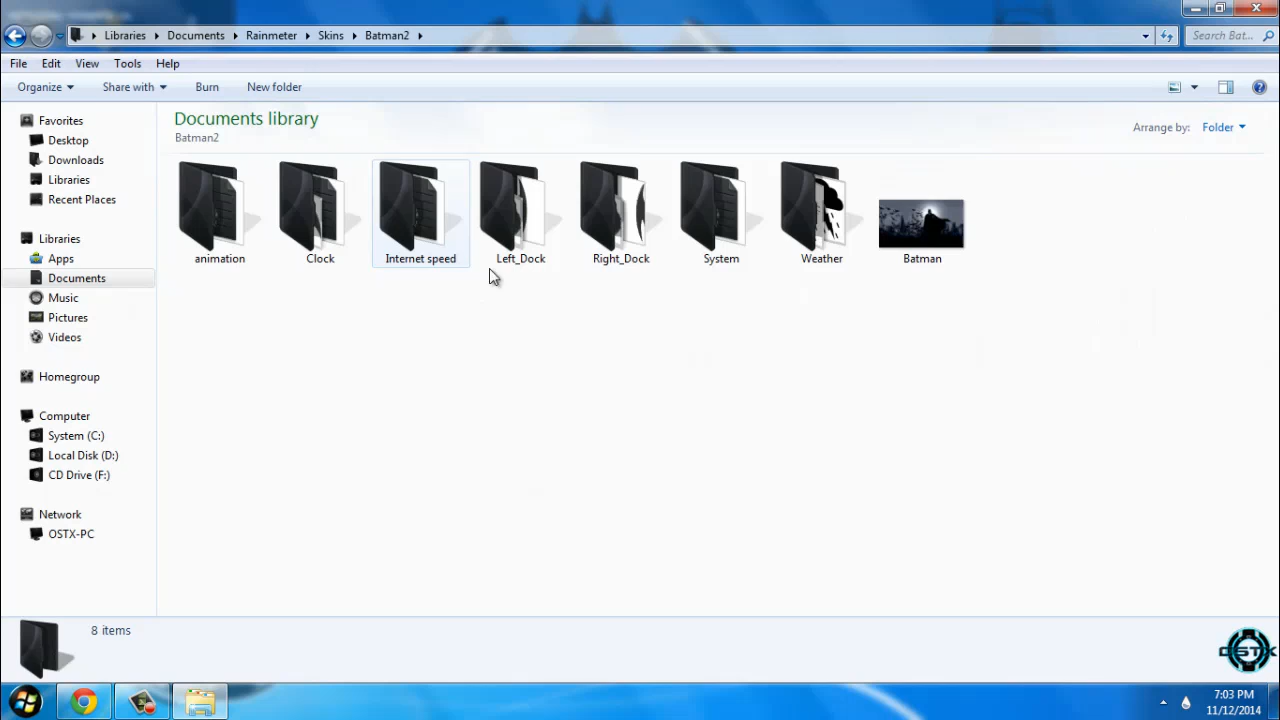 Libraries Documents Rainmeter Skins Batman2
Search Bat...
File Edit View Tools Help
Organize Share with Burn New folder
Favorites
Desktop
Downloads
Libraries
Recent Places
Libraries
Apps
Documents
Music
Pictures
Videos
Homegroup
Computer
System (C:)
Local Disk (D:)
CD Drive (F:)
Network
OSTX-PC
Documents library
Batman2
Arrange by: Folder
animation Clock Internet speed Left_Dock Right_Dock System Weather Batman
8 items
OSTX
7:03 PM
11/12/2014